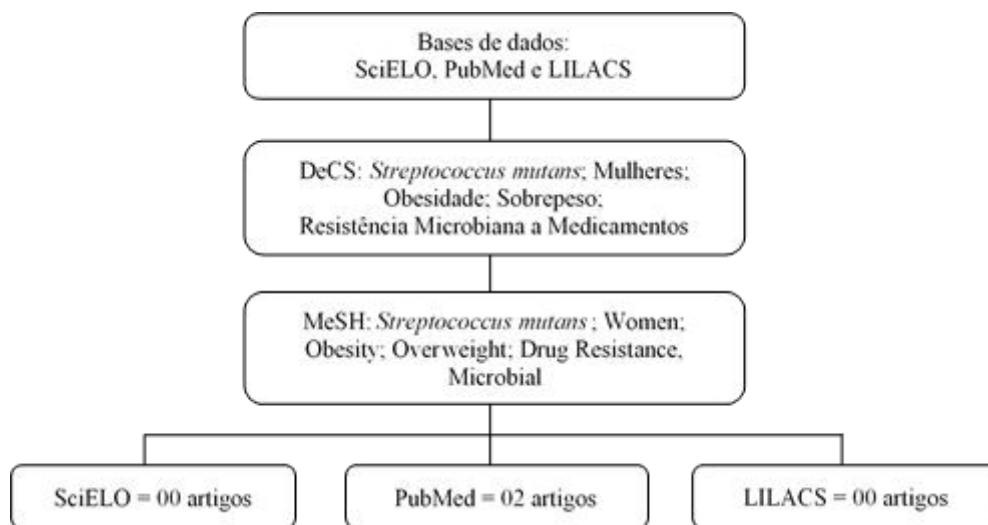 Bases de dados:
SciELO, PubMed e LILACS
DeCS: Streptococcus mutans; Mulheres;
Obesidade; Sobrepeso;
Resistência Microbiana a Medicamentos
MeSH: Streptococcus mutans ; Women;
Obesity; Overweight; Drug Resistance,
Microbial
SciELO = 00 artigos
PubMed = 02 artigos
LILACS = 00 artigos